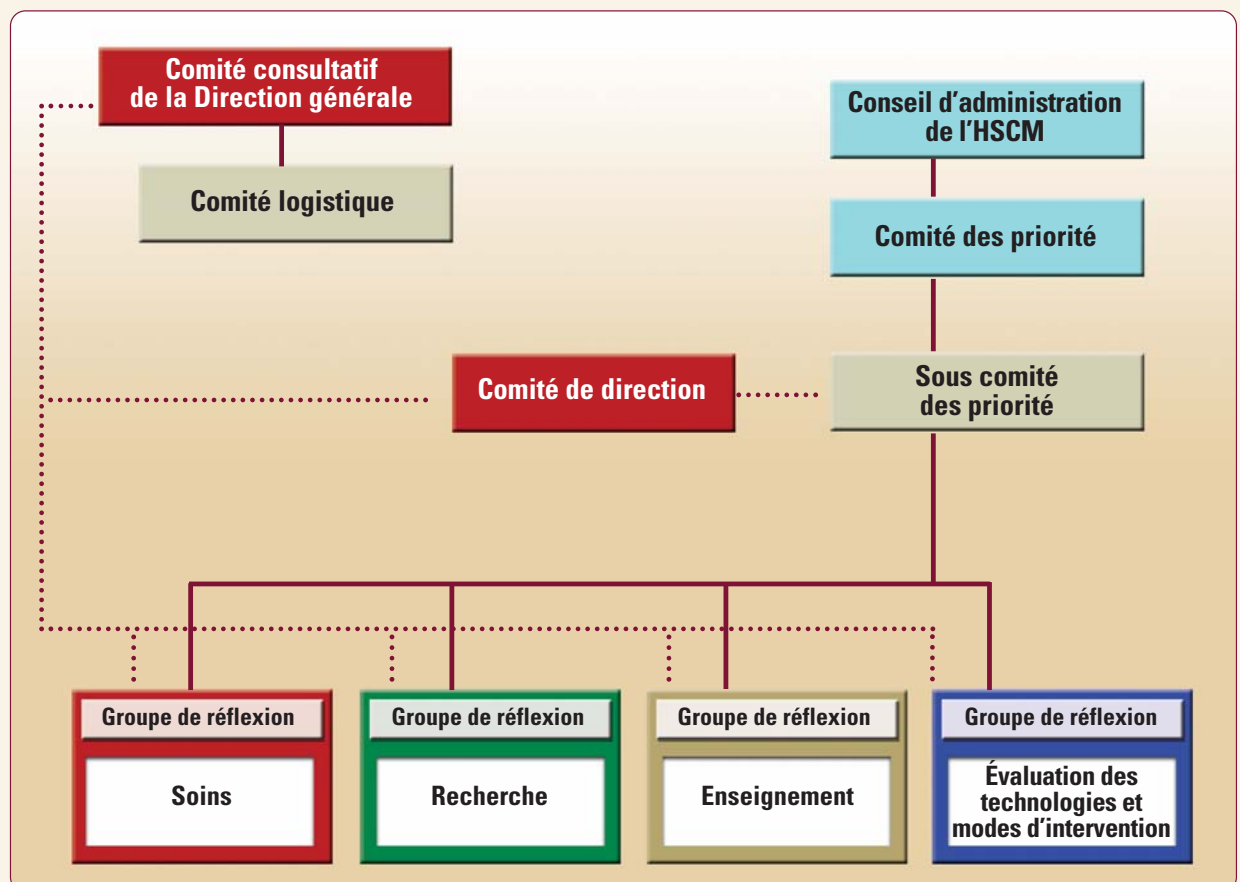 Comité consultatif
de la Direction générale
Comité logistique
Conseil d'administration
de l'HSCM
Comité des priorité
Comité de direction
Sous comité
des priorité
Groupe de réflexion
Soins
Groupe de réflexion
Recherche
Groupe de réflexion
Enseignement
Groupe de réflexion
Évaluation des
technologies et
modes d'intervention